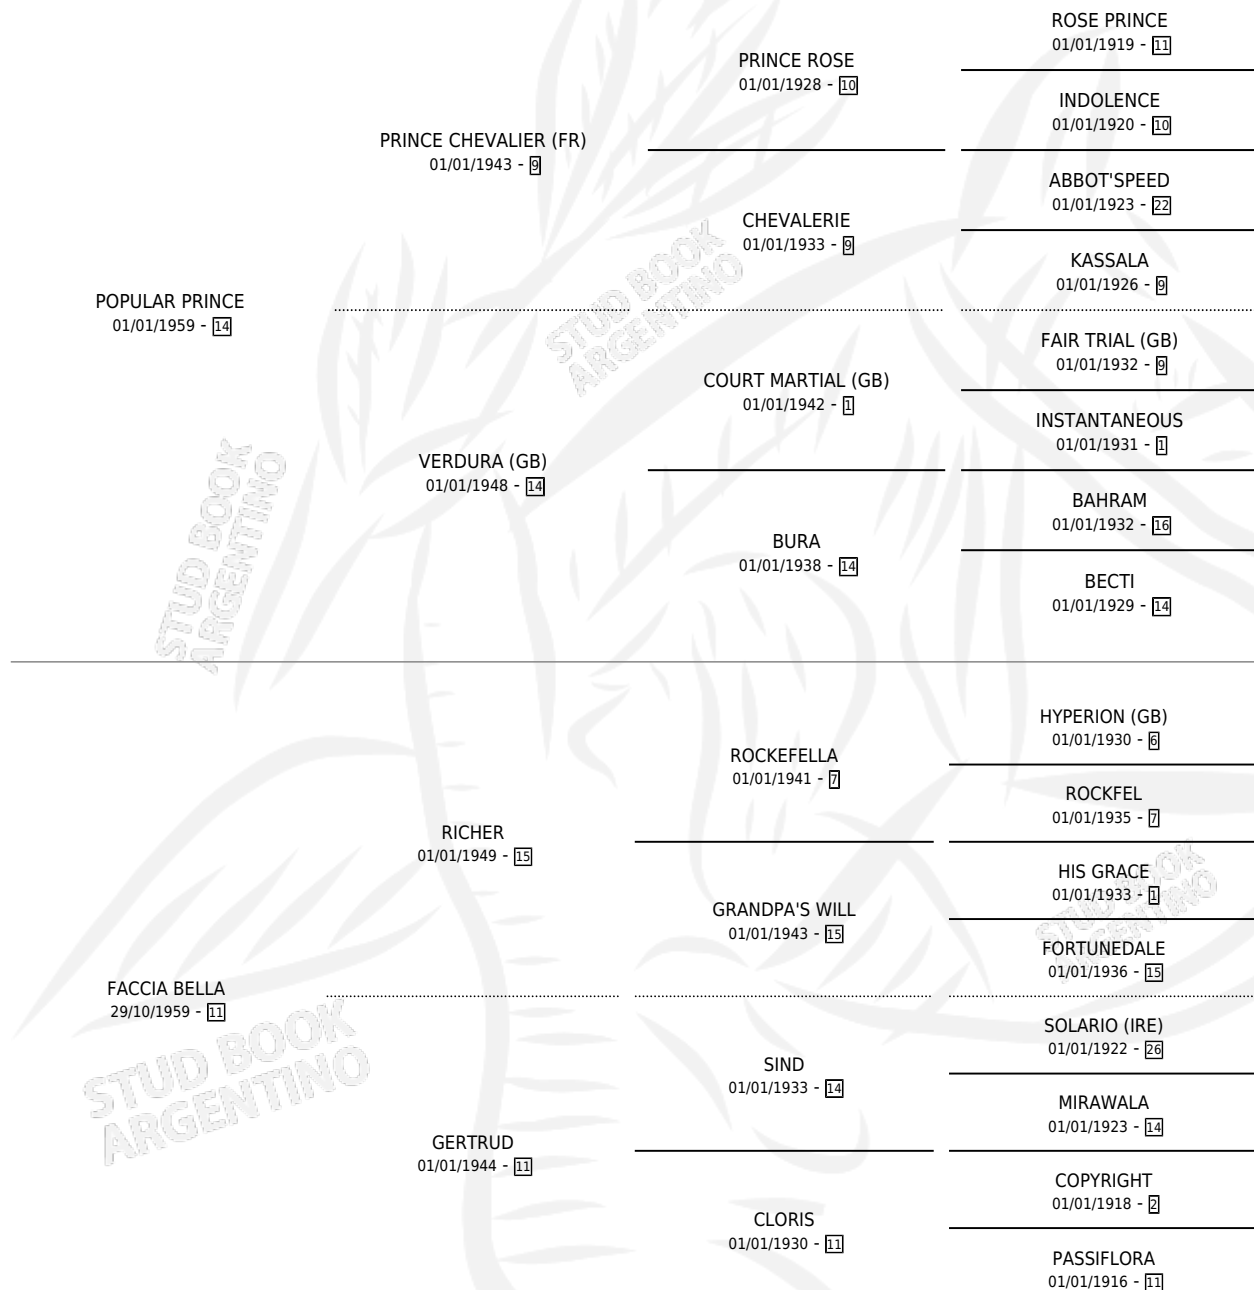 ROSE PRINCE
01/01/1919 - 11
PRINCE ROSE
01/01/1928 - 10
INDOLENCE
01/01/1920 - 10
PRINCE CHEVALIER (FR)
01/01/1943 - 9
ABBOT'SPEED
01/01/1923 - 22
CHEVALERIE
01/01/1933 - 9
KASSALA
01/01/1926 - 9
POPULAR PRINCE
01/01/1959 - 14
STUD BOOK
ARGENTINO
FAIR TRIAL (GB)
01/01/1932 - 9
COURT MARTIAL (GB)
01/01/1942 - 1
INSTANTANEOUS
01/01/1931 - 1
VERDURA (GB)
01/01/1948 - 14
BAHRAM
01/01/1932 - 16
BURA
01/01/1938 - 14
BECTI
01/01/1929 - 14
STUD BOOK
ARGENTINO
HYPERION (GB)
01/01/1930 - 6
ROCKEFELLA
01/01/1941 - 7
ROCKFEL
01/01/1935 - 7
RICHER
01/01/1949 - 15
HIS GRACE
01/01/1933 - 1
GRANDPA'S WILL
01/01/1943 - 15
STUD BOOK
ARGENTINO
FORTUNEDALE
01/01/1936 - 15
FACCIA BELLA
29/10/1959 - 11
STUD BOOK
ARGENTINO
SOLARIO (IRE)
01/01/1922 - 26
SIND
01/01/1933 - 14
MIRAWALA
01/01/1923 - 14
GERTRUD
01/01/1944 - 11
COPYRIGHT
01/01/1918 - 2
CLORIS
01/01/1930 - 11
PASSIFLORA
01/01/1916 - 11